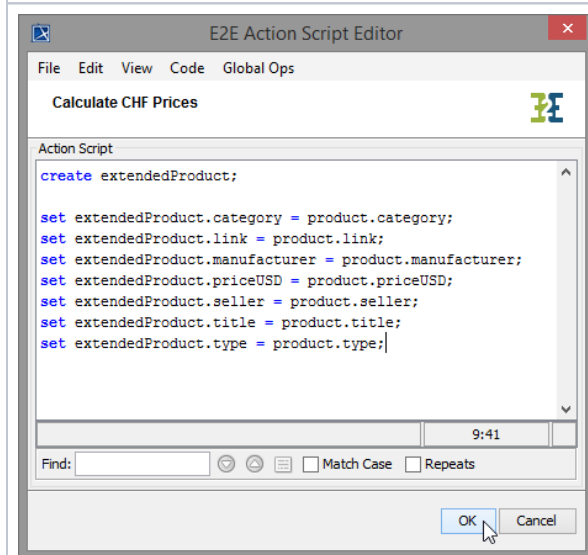 E2E Action Script Editor
File Edit View Code Global Ops
Calculate CHF Prices
E2E
Action Script
create extendedProduct;
set extendedProduct.category = product.category;
set extendedProduct.link = product.link;
set extendedProduct.manufacturer = product.manufacturer;
set extendedProduct.priceUSD = product.priceUSD;
set extendedProduct.seller = product.seller;
set extendedProduct.title = product.title;
set extendedProduct.type = product.type;
9:41
Find: Match Case Repeats
OK Cancel